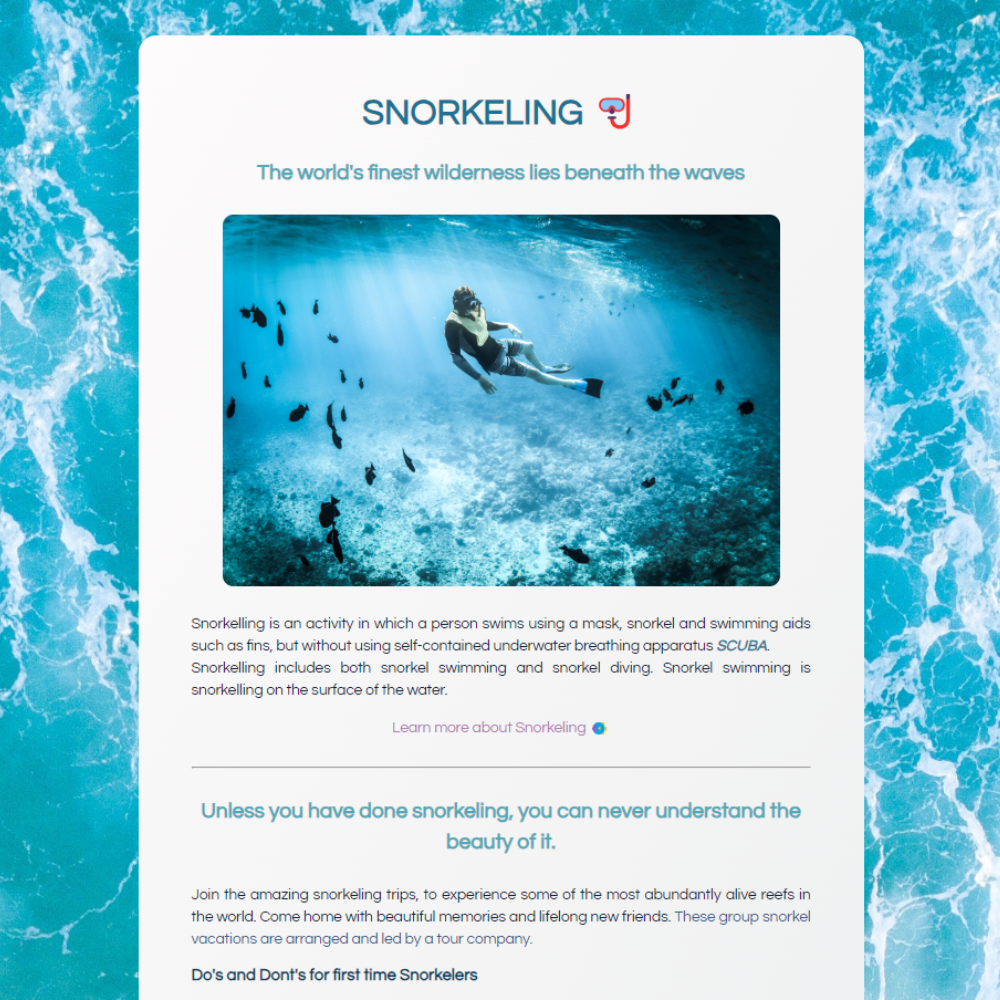 SNORKELING
The world's finest wilderness lies beneath the waves
Snorkelling is an activity in which a person swims using a mask, snorkel and swimming aids
such as fins, but without using self-contained underwater breathing apparatus SCUBA.
Snorkelling includes both snorkel swimming and snorkel diving. Snorkel swimming is
snorkelling on the surface of the water.
Learn more about Snorkeling
Unless you have done snorkeling, you can never understand the
beauty of it.
Join the amazing snorkeling trips, to experience some of the most abundantly alive reefs in
the world. Come home with beautiful memories and lifelong new friends. These group snorkel
vacations are arranged and led by a tour company.
Do's and Dont's for first time Snorkelers